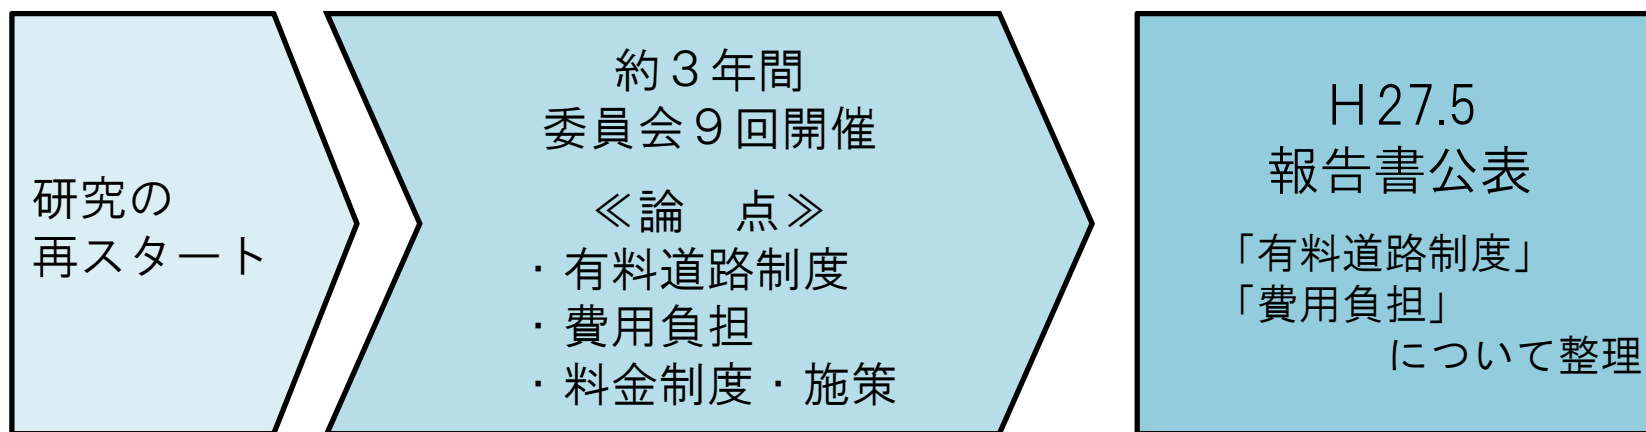 研究の
再スタート
約３年間
委員会９回開催
≪論　点≫
・有料道路制度
・費用負担
・料金制度・施策
Ｈ27.5
報告書公表
「有料道路制度」
「費用負担」
について整理